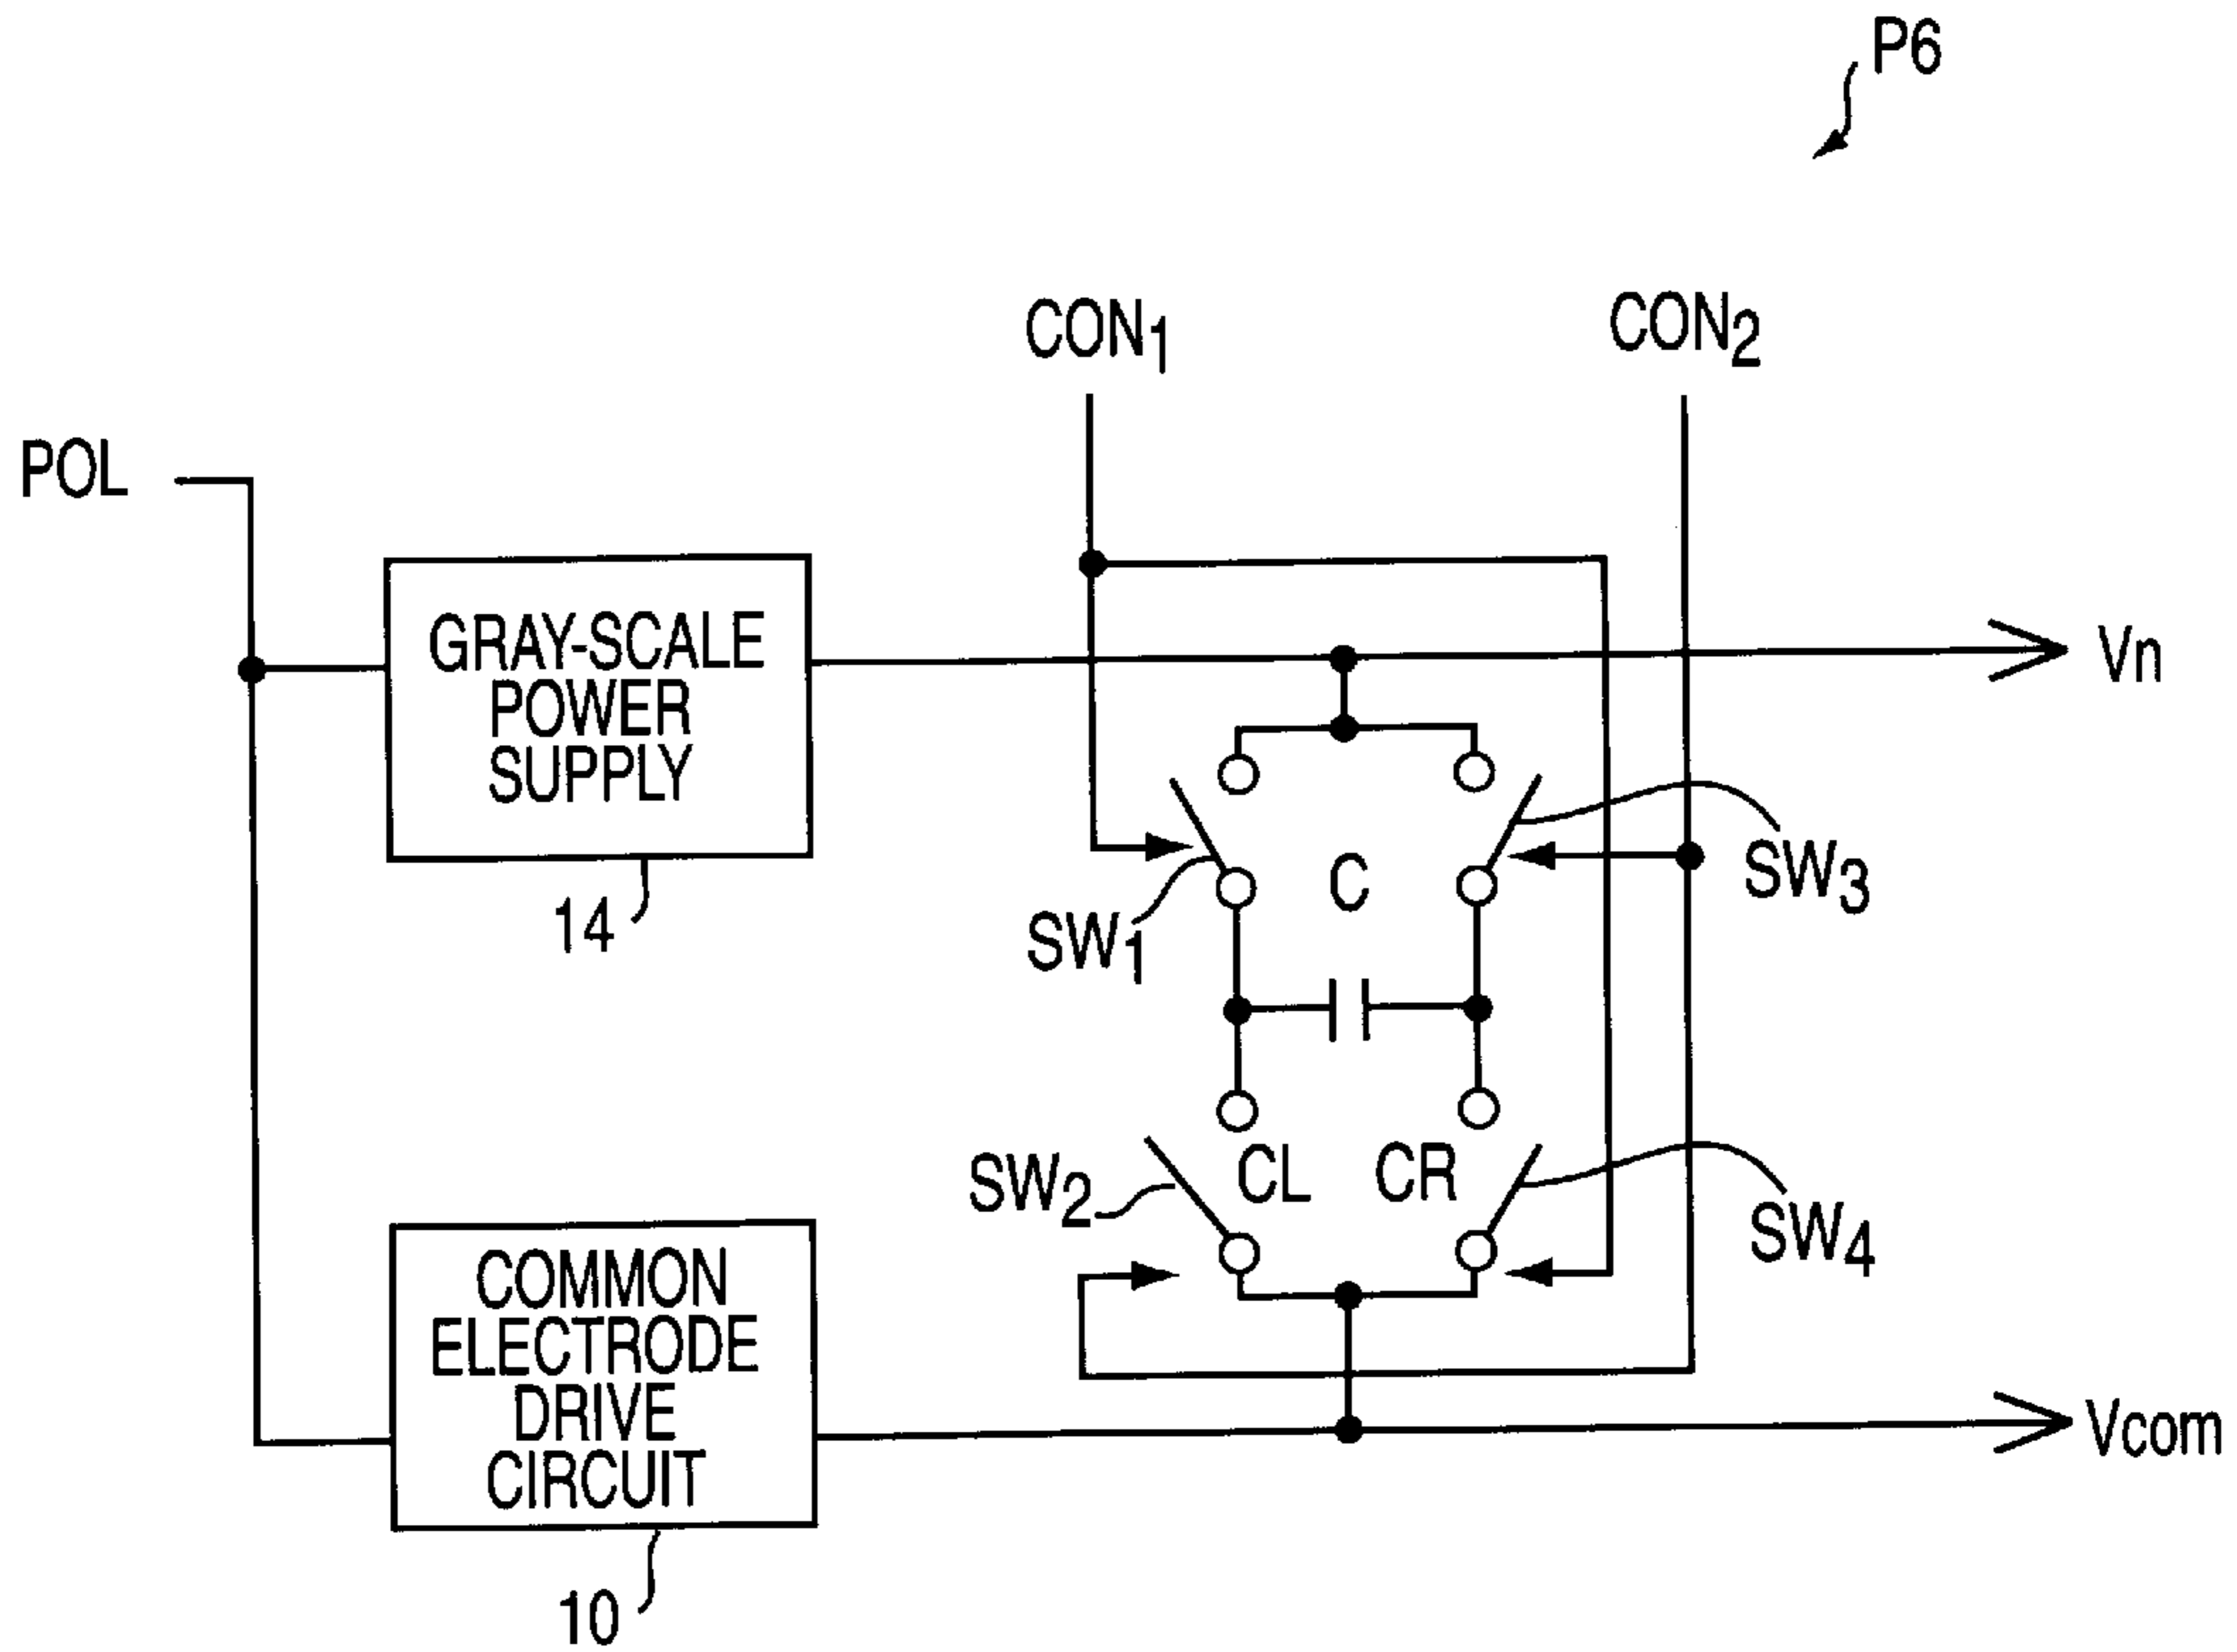 P6
CON1
CON2
POL
GRAY-SCALE
POWER
SUPPLY
Vn
14
SW1
C
SW3
SW2
CL
CR
SW4
COMMON
ELECTRODE
DRIVE
CIRCUIT
Vcom
10